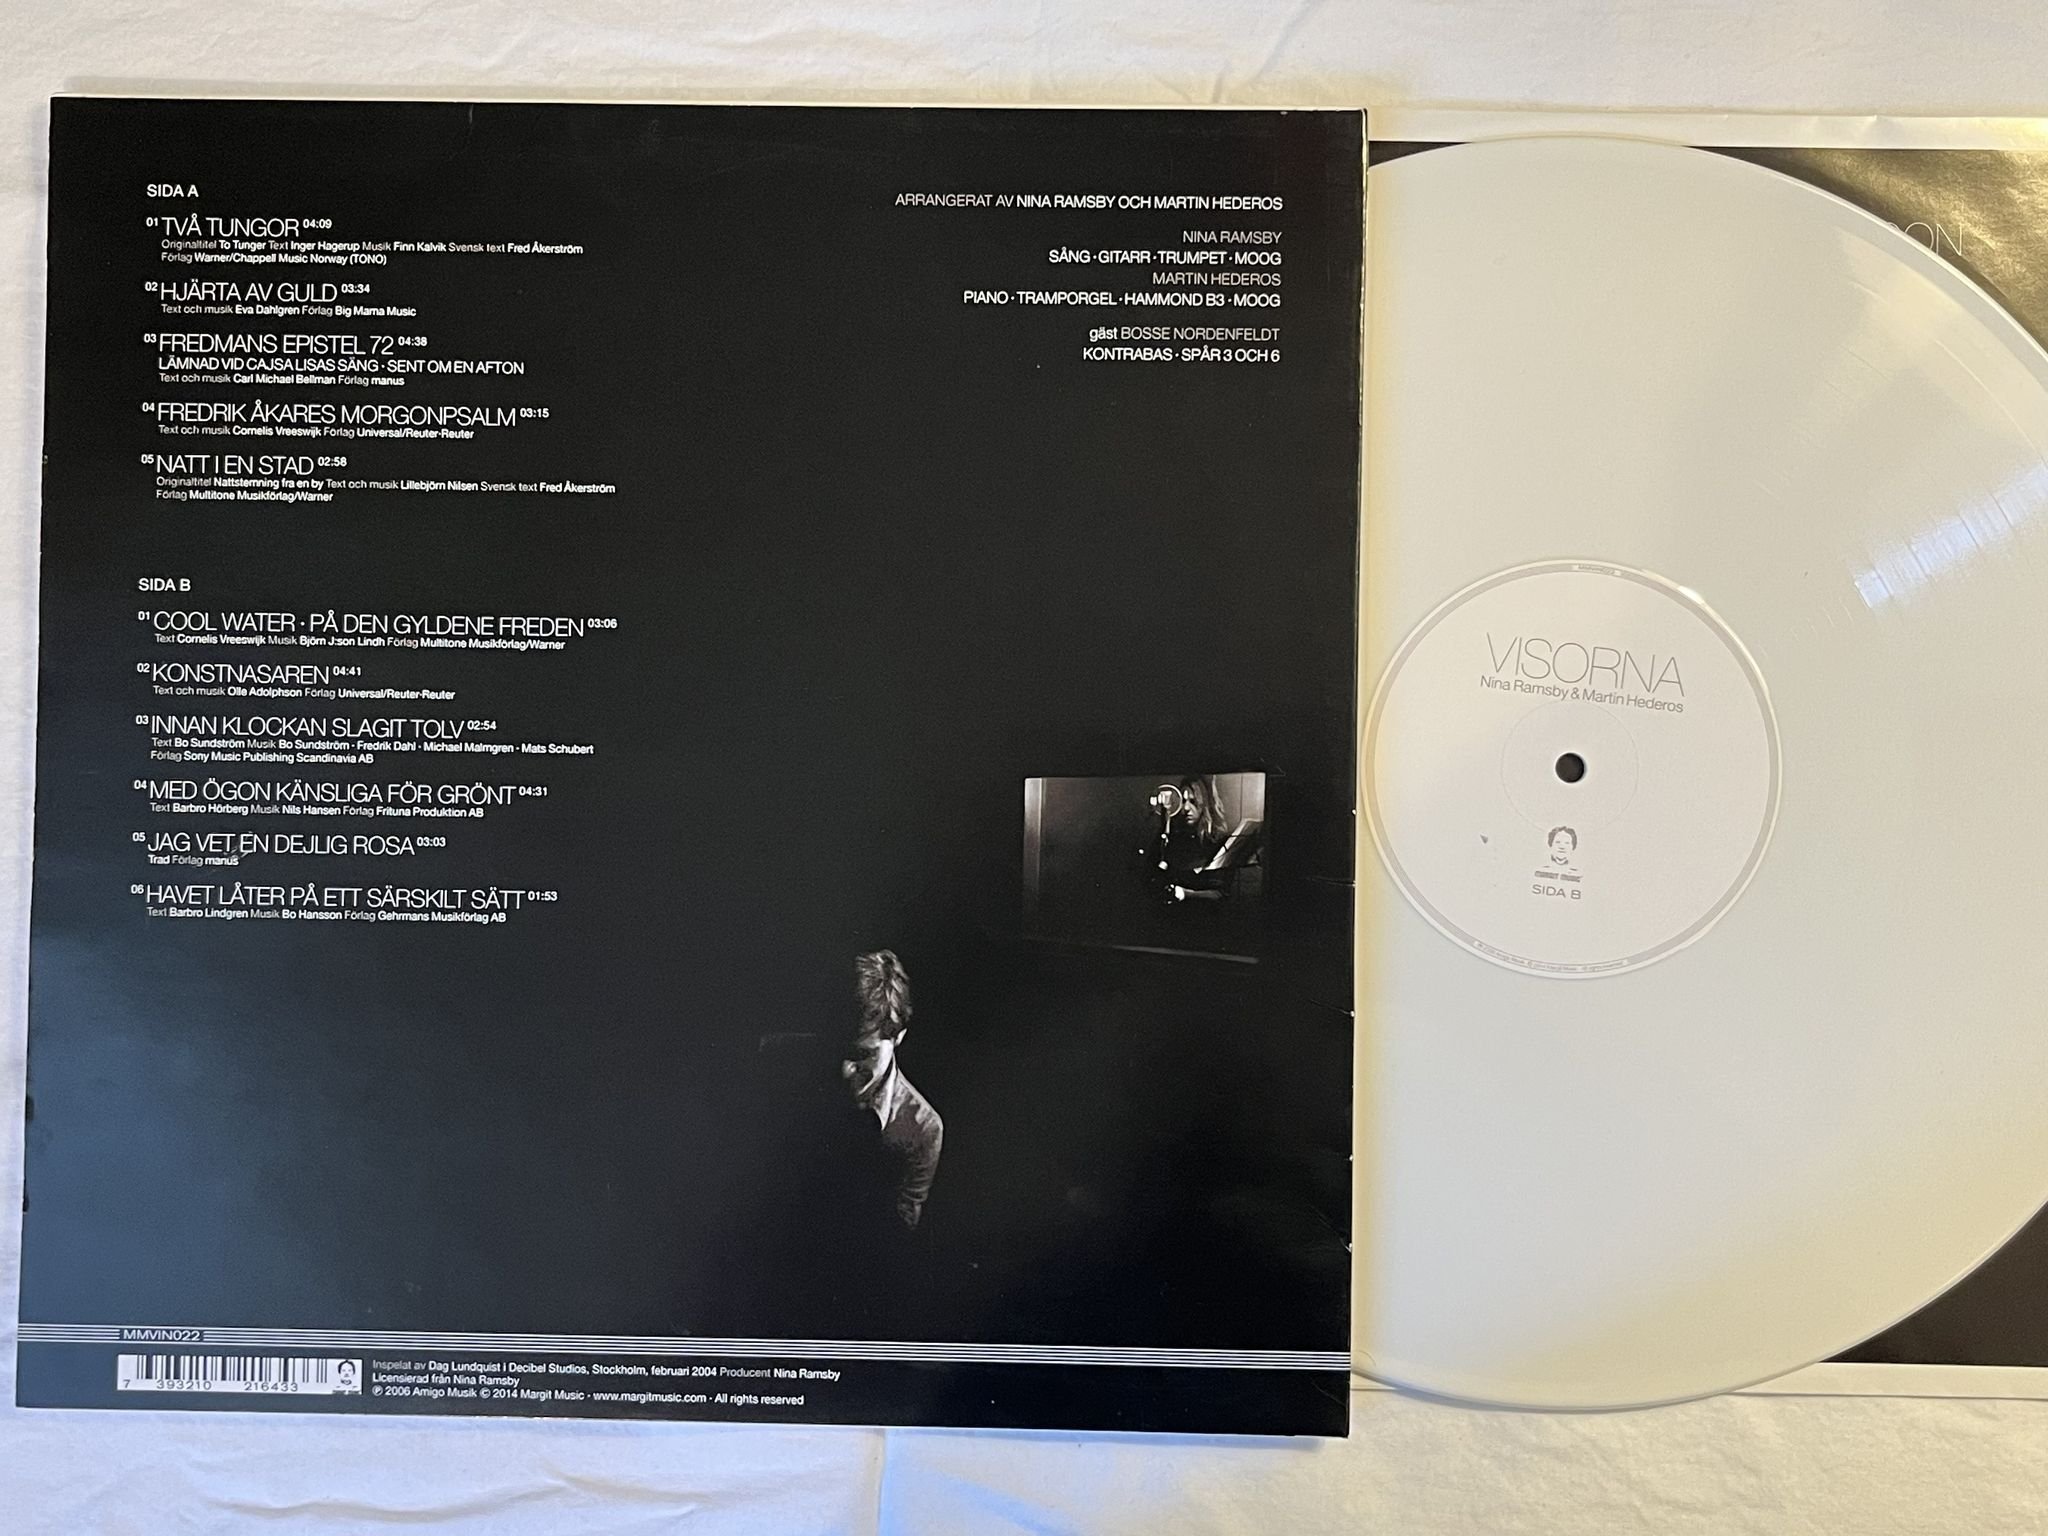 SIDA A
01 TVÅ TUNGOR 04:09
Originaltitel To Tunger Text Inger Hagerup Musik Finn Kalvik Svensk text Fred Åkerström
Förlag Warner/Chappell Music Norway (TONO)
02 HJÄRTA AV GULD 03:34
Text och musik Eva Dahlgren Förlag Big Mama Music
03 FREDMANS EPISTEL 72 04:38
LÄMNAD VID CAJSA LISAS SÄNG · SENT OM EN AFTON
Text och musik Carl Michael Bellman Förlag manus
04 FREDRIK ÅKARES MORGONPSALM 03:15
Text och musik Cornelis Vreeswijk Förlag Universal/Reuter-Reuter
05 NATT I EN STAD 02:58
Originaltitel Nattstemning fra en by Text och musik Lillebjörn Nilsen Svensk text Fred Åkerström
Förlag Multitone Musikförlag/Warner
SIDA B
01 COOL WATER · PÅ DEN GYLDENE FREDEN 03:06
Text Cornelis Vreeswijk Musik Björn J:son Lindh Förlag Multitone Musikförlag/Warner
02 KONSTNASAREN 04:41
Text och musik Olle Adolphson Förlag Universal/Reuter-Reuter
03 INNAN KLOCKAN SLAGIT TOLV 02:54
Text Bo Sundström Musik Bo Sundström · Fredrik Dahl · Michael Malmgren · Mats Schubert
Förlag Sony Music Publishing Scandinavia AB
04 MED ÖGON KÄNSLIGA FÖR GRÖNT 04:31
Text Barbro Hörberg Musik Nils Hansen Förlag Frituna Produktion AB
05 JAG VET EN DEJLIG ROSA 03:03
Trad Förlag manus
06 HAVET LÅTER PÅ ETT SÄRSKILT SÄTT 01:53
Text Barbro Lindgren Musik Bo Hansson Förlag Gehrmans Musikförlag AB
ARRANGERAT AV NINA RAMSBY OCH MARTIN HEDEROS
NINA RAMSBY
SÅNG · GITARR · TRUMPET · MOOG
MARTIN HEDEROS
PIANO · TRAMPORGEL · HAMMOND B3 · MOOG
gäst BOSSE NORDENFELDT
KONTRABAS · SPÅR 3 OCH 6
MMVIN022
7 393210 216433
Inspelat av Dag Lundquist i Decibel Studios, Stockholm, februari 2004 Producent Nina Ramsby
Licensierad från Nina Ramsby
℗ 2006 Amigo Musik © 2014 Margit Music · www.margitmusic.com · All rights reserved
VISORNA
Nina Ramsby & Martin Hederos
MARGIT MUSIC
SIDA B